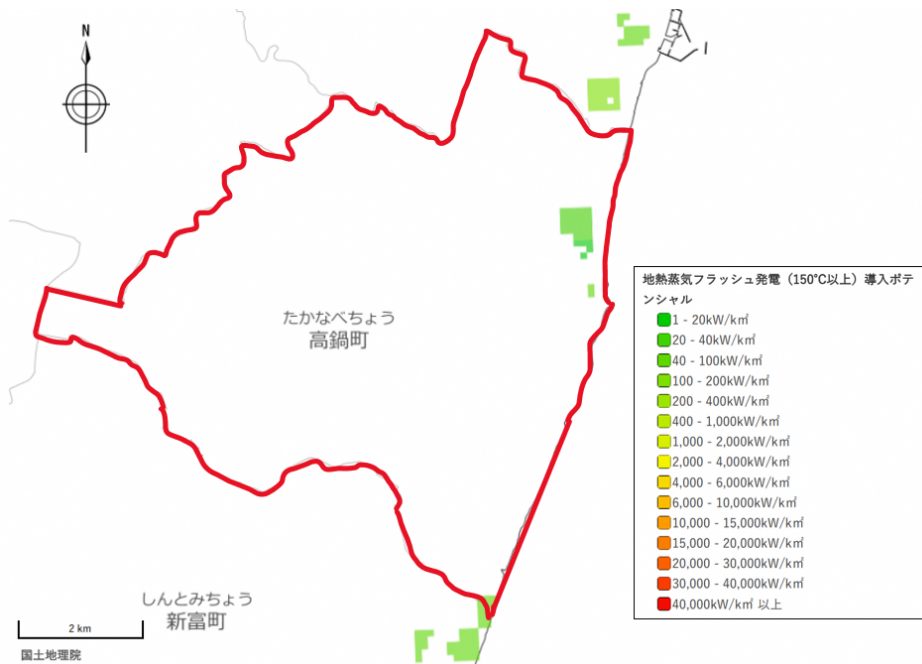 N
地熱蒸気フラッシュ発電（150℃以上）導入ポテ
ンシャル
1 - 20kW/k㎡
20 - 40kW/k㎡
40 - 100kW/k㎡
100 - 200kW/k㎡
200 - 400kW/k㎡
400 - 1,000kW/k㎡
1,000 - 2,000kW/k㎡
2,000 - 4,000kW/k㎡
4,000 - 6,000kW/k㎡
6,000 - 10,000kW/k㎡
10,000 - 15,000kW/k㎡
15,000 - 20,000kW/k㎡
20,000 - 30,000kW/k㎡
30,000 - 40,000kW/k㎡
40,000kW/k㎡ 以上
たかなべちょう
高鍋町
しんとみちょう
新富町
2 km
国土地理院